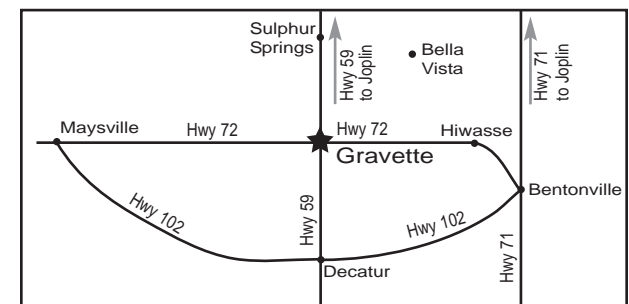 Sulphur
Springs
Hwy 59
to Joplin
Bella
Vista
Hwy 71
to Joplin
Maysville
Hwy 72
Hwy 72
Hiwasse
Gravette
Bentonville
Hwy 102
Hwy 59
Hwy 102
Hwy 71
Decatur